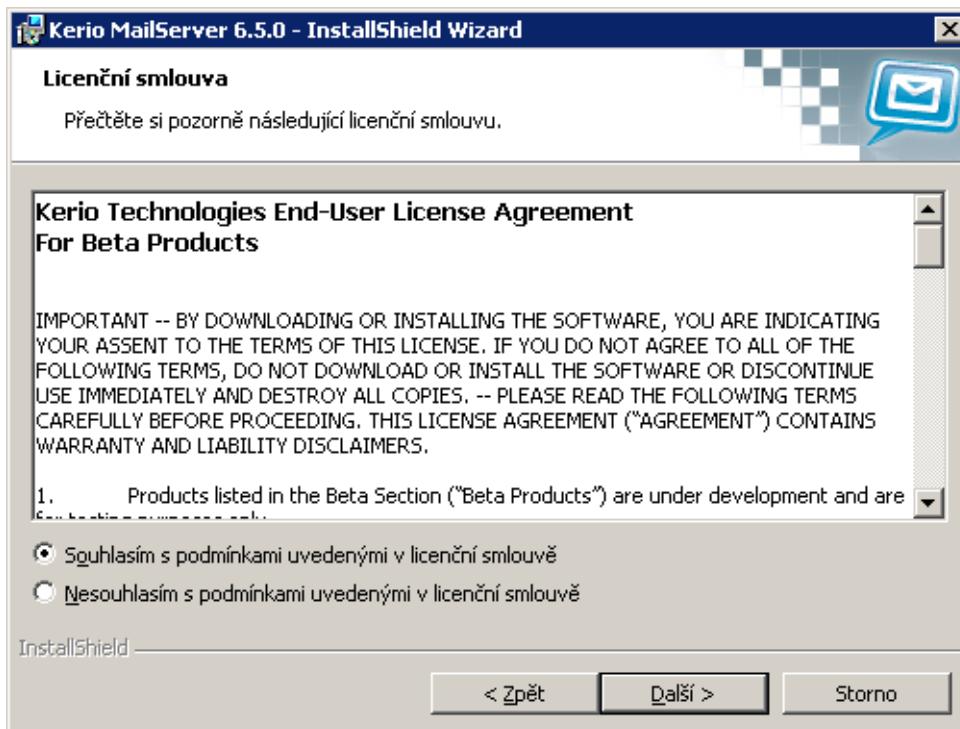 Kerio MailServer 6.5.0 - InstallShield Wizard
Licenční smlouva
Přečtěte si pozorně následující licenční smlouvu.
Kerio Technologies End-User License Agreement
For Beta Products
IMPORTANT -- BY DOWNLOADING OR INSTALLING THE SOFTWARE, YOU ARE INDICATING
YOUR ASSENT TO THE TERMS OF THIS LICENSE. IF YOU DO NOT AGREE TO ALL OF THE
FOLLOWING TERMS, DO NOT DOWNLOAD OR INSTALL THE SOFTWARE OR DISCONTINUE
USE IMMEDIATELY AND DESTROY ALL COPIES. -- PLEASE READ THE FOLLOWING TERMS
CAREFULLY BEFORE PROCEEDING. THIS LICENSE AGREEMENT (“AGREEMENT”) CONTAINS
WARRANTY AND LIABILITY DISCLAIMERS.
1. Products listed in the Beta Section (“Beta Products”) are under development and are
for testing purposes only
Souhlasím s podmínkami uvedenými v licenční smlouvě
Nesouhlasím s podmínkami uvedenými v licenční smlouvě
InstallShield
< Zpět
Další >
Storno